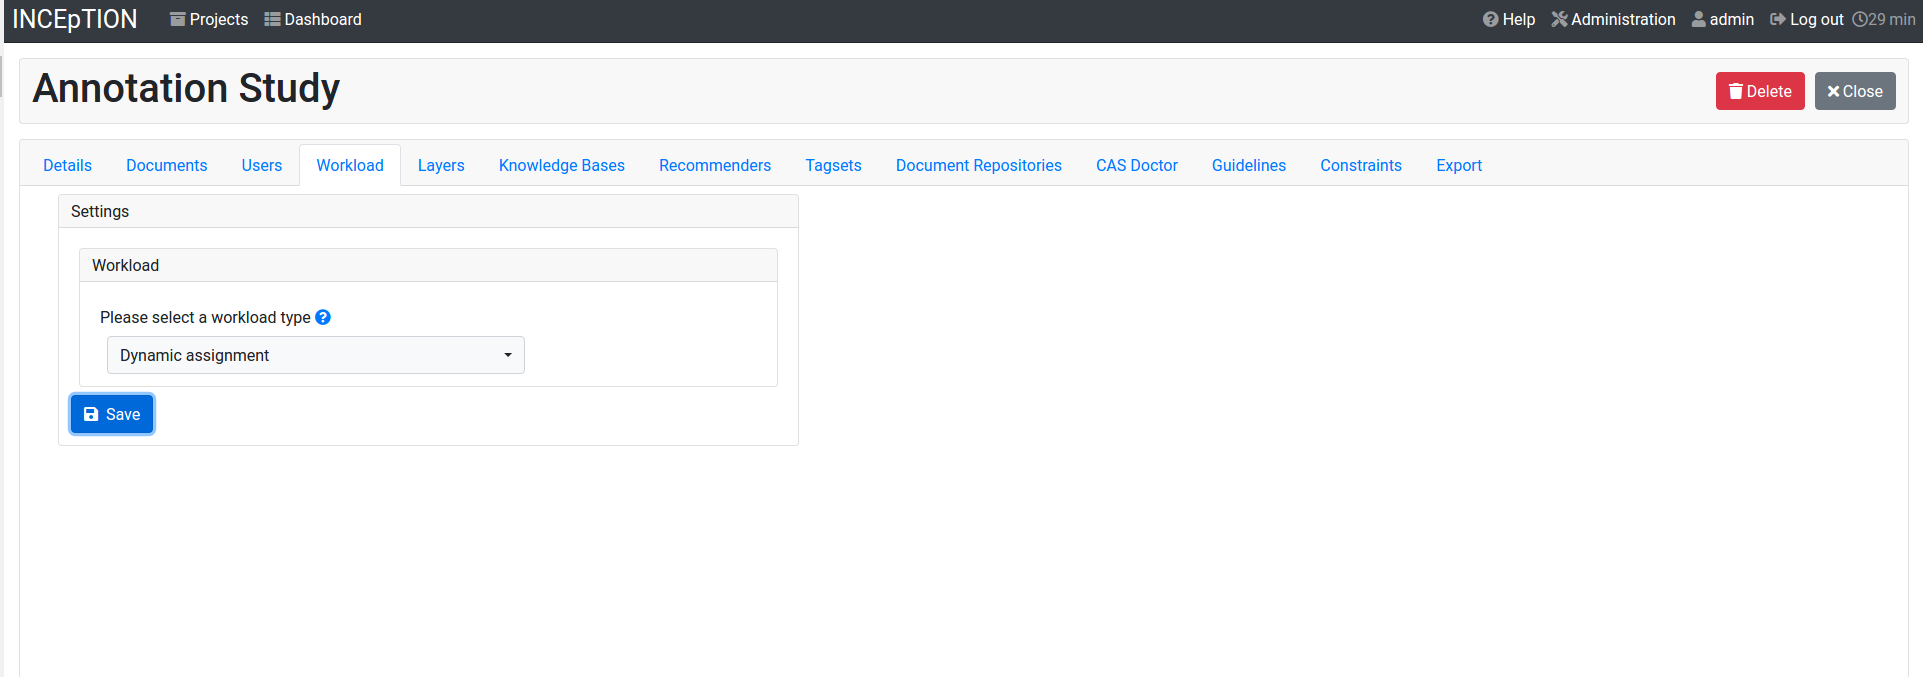 INCEpTION Projects Dashboard Help Administration admin Log out 29 min
Annotation Study Delete Close
Details Documents Users Workload Layers Knowledge Bases Recommenders Tagsets Document Repositories CAS Doctor Guidelines Constraints Export
Settings
Workload
Please select a workload type
Dynamic assignment
Save